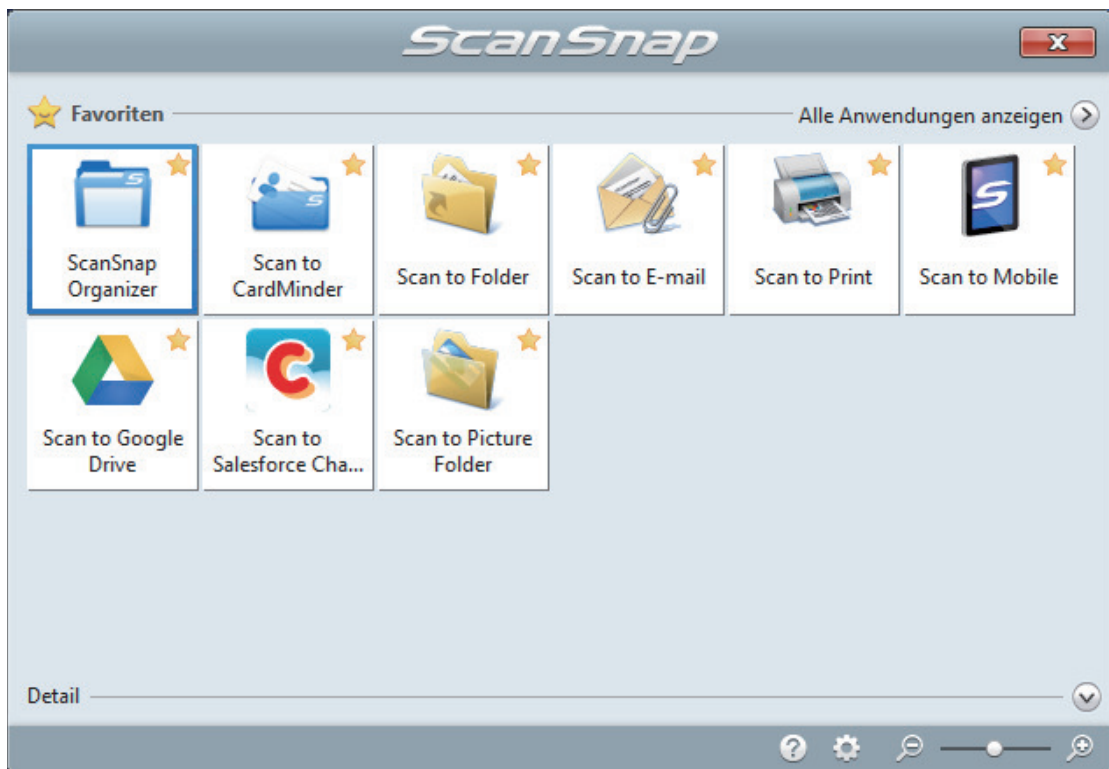 ScanSnap
Favoriten
Alle Anwendungen anzeigen
ScanSnap
Organizer
Scan to
CardMinder
Scan to Folder
Scan to E-mail
Scan to Print
Scan to Mobile
Scan to Google
Drive
Scan to
Salesforce Cha...
Scan to Picture
Folder
Detail